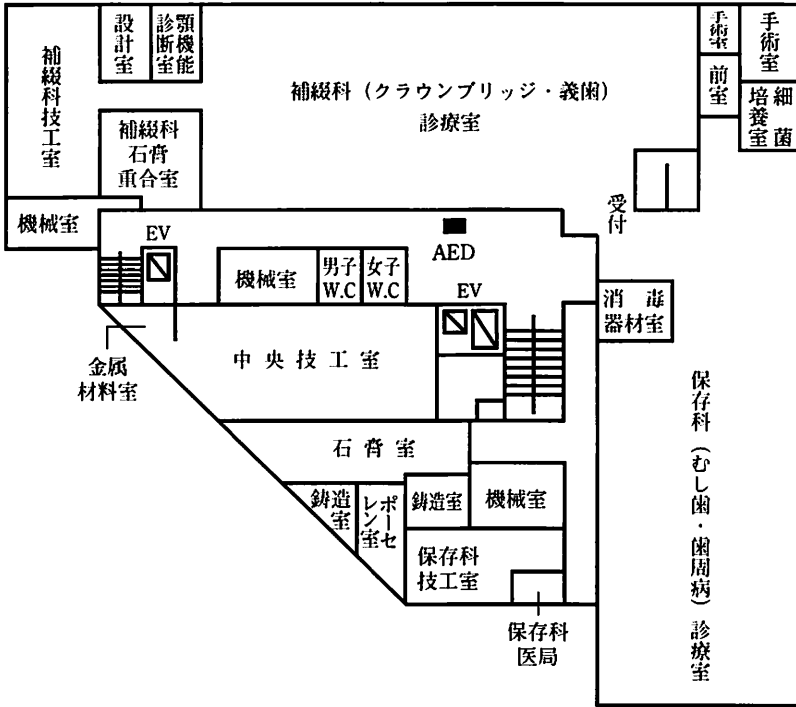 設計室
顎機能
診断室
手術室
手術室
補綴科技工室
補綴科(クラウンブリッジ・義歯)
診療室
前室
細菌
培養室
補綴科
石膏
重合室
機械室
受付
EV
AED
機械室
男子
W.C
女子
W.C
EV
消毒
器材室
中央技工室
金属
材料室
石膏室
保存科(むし歯・歯周病)診療室
鋳造室
ポーセ
レン室
鋳造室
機械室
保存科
技工室
保存科
医局